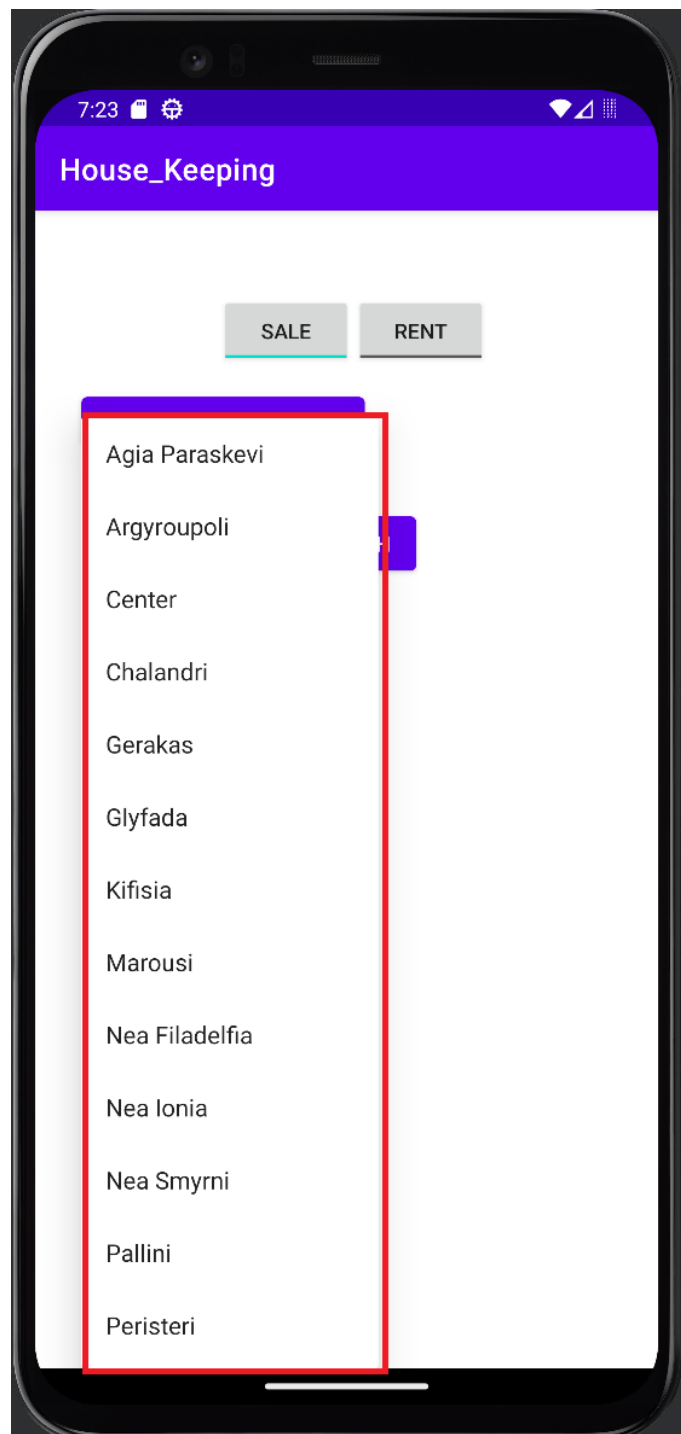 7:23
House_Keeping
SALE RENT
Agia Paraskevi
Argyroupoli
Center
Chalandri
Gerakas
Glyfada
Kifisia
Marousi
Nea Filadelfia
Nea Ionia
Nea Smyrni
Pallini
Peristeri